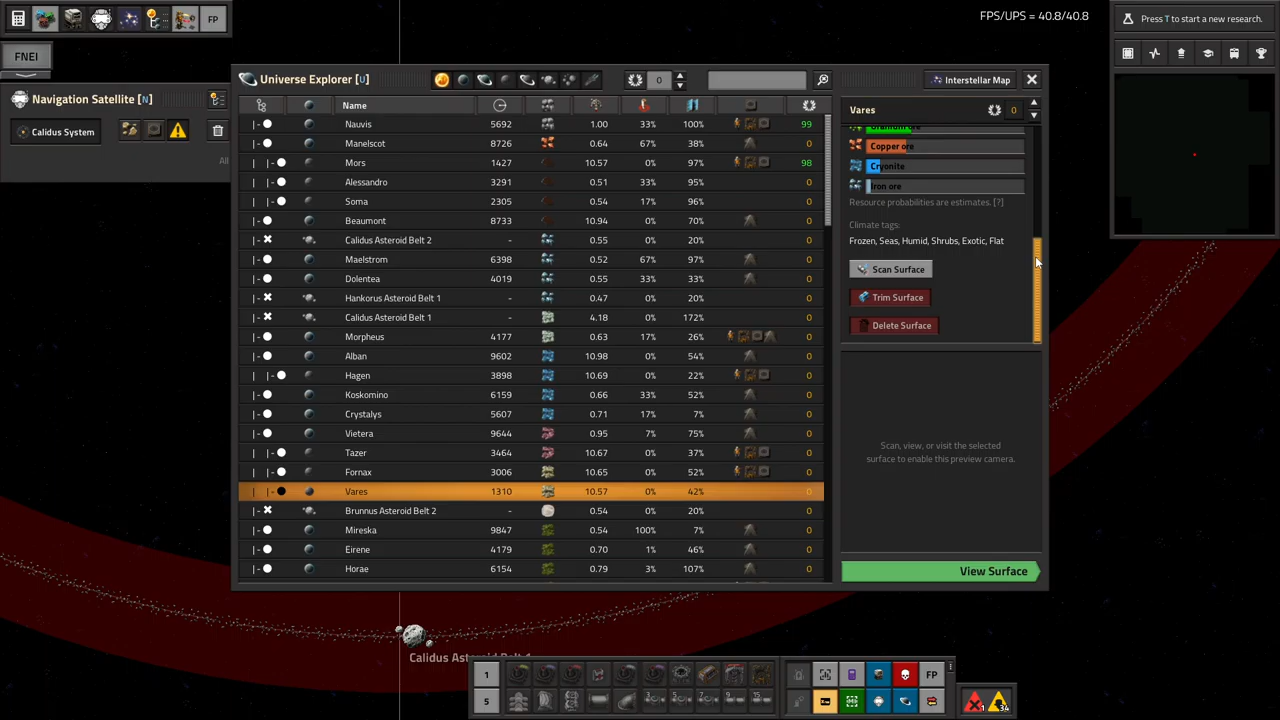 FPS/UPS = 40.8/40.8
FP
Press T to start a new research.
FNEI
Universe Explorer [U]
0
Interstellar Map
Navigation Satellite [N]
Calidus System
All
Name
Vares 0
Nauvis 5692 1.00 33% 100% 99
Manelscot 8726 0.64 67% 38% 0
Mors 1427 10.57 0% 97% 98
Alessandro 3291 0.51 33% 95% 0
Soma 2305 0.54 17% 96% 0
Beaumont 8733 10.94 0% 70% 0
Calidus Asteroid Belt 2 - 0.55 0% 20% 0
Maelstrom 6398 0.52 67% 97% 0
Dolentea 4019 0.55 33% 33% 0
Hankorus Asteroid Belt 1 - 0.47 0% 20% 0
Calidus Asteroid Belt 1 - 4.18 0% 172% 0
Morpheus 4177 0.63 17% 26% 0
Alban 9602 10.98 0% 54% 0
Hagen 3898 10.69 0% 22% 0
Koskomino 6159 0.66 33% 52% 0
Crystalys 5607 0.71 17% 7% 0
Vietera 9644 0.95 7% 75% 0
Tazer 3464 10.67 0% 37% 0
Fornax 3006 10.65 0% 52% 0
Vares 1310 10.57 0% 42% 0
Brunnus Asteroid Belt 2 - 0.54 0% 20% 0
Mireska 9847 0.54 100% 7% 0
Eirene 4179 0.70 1% 46% 0
Horae 6154 0.79 3% 107% 0
Uranium ore
Copper ore
Cryonite
Iron ore
Resource probabilities are estimates. [?]
Climate tags:
Frozen, Seas, Humid, Shrubs, Exotic, Flat
Scan Surface
Trim Surface
Delete Surface
Scan, view, or visit the selected
surface to enable this preview camera.
View Surface
Calidus Asteroid Belt 1
1
FP
5
1
34